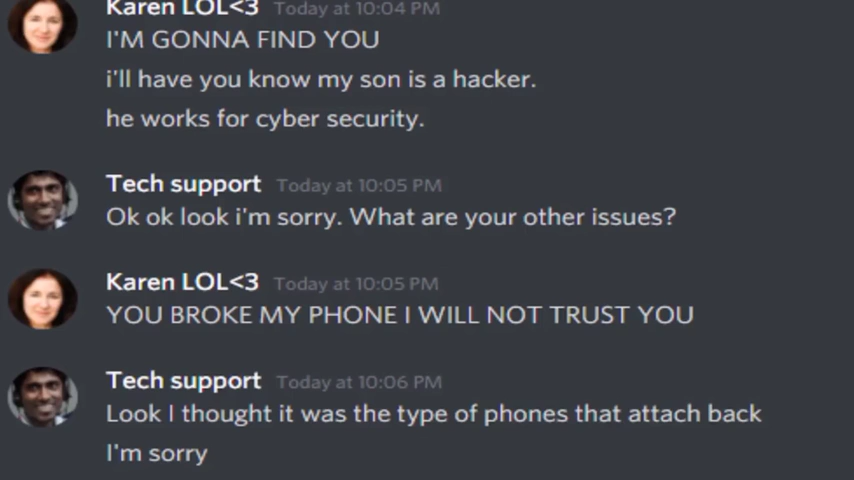 Karen LOL<3 Today at 10:04 PM
I'M GONNA FIND YOU
i'll have you know my son is a hacker.
he works for cyber security.
Tech support Today at 10:05 PM
Ok ok look i'm sorry. What are your other issues?
Karen LOL<3 Today at 10:05 PM
YOU BROKE MY PHONE I WILL NOT TRUST YOU
Tech support Today at 10:06 PM
Look I thought it was the type of phones that attach back
I'm sorry